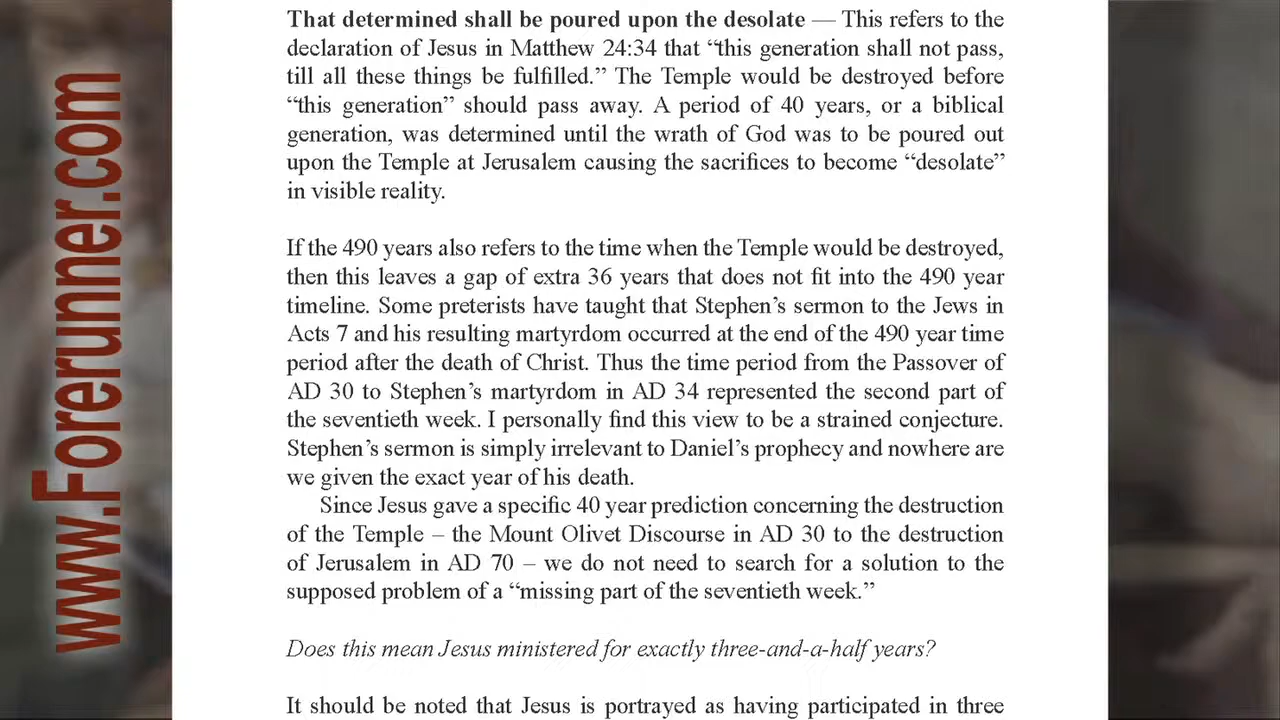 www.Forerunner.com
That determined shall be poured upon the desolate — This refers to the
declaration of Jesus in Matthew 24:34 that “this generation shall not pass,
till all these things be fulfilled.” The Temple would be destroyed before
“this generation” should pass away. A period of 40 years, or a biblical
generation, was determined until the wrath of God was to be poured out
upon the Temple at Jerusalem causing the sacrifices to become “desolate”
in visible reality.
If the 490 years also refers to the time when the Temple would be destroyed,
then this leaves a gap of extra 36 years that does not fit into the 490 year
timeline. Some preterists have taught that Stephen’s sermon to the Jews in
Acts 7 and his resulting martyrdom occurred at the end of the 490 year time
period after the death of Christ. Thus the time period from the Passover of
AD 30 to Stephen’s martyrdom in AD 34 represented the second part of
the seventieth week. I personally find this view to be a strained conjecture.
Stephen’s sermon is simply irrelevant to Daniel’s prophecy and nowhere are
we given the exact year of his death.
Since Jesus gave a specific 40 year prediction concerning the destruction
of the Temple – the Mount Olivet Discourse in AD 30 to the destruction
of Jerusalem in AD 70 – we do not need to search for a solution to the
supposed problem of a “missing part of the seventieth week.”
Does this mean Jesus ministered for exactly three-and-a-half years?
It should be noted that Jesus is portrayed as having participated in three